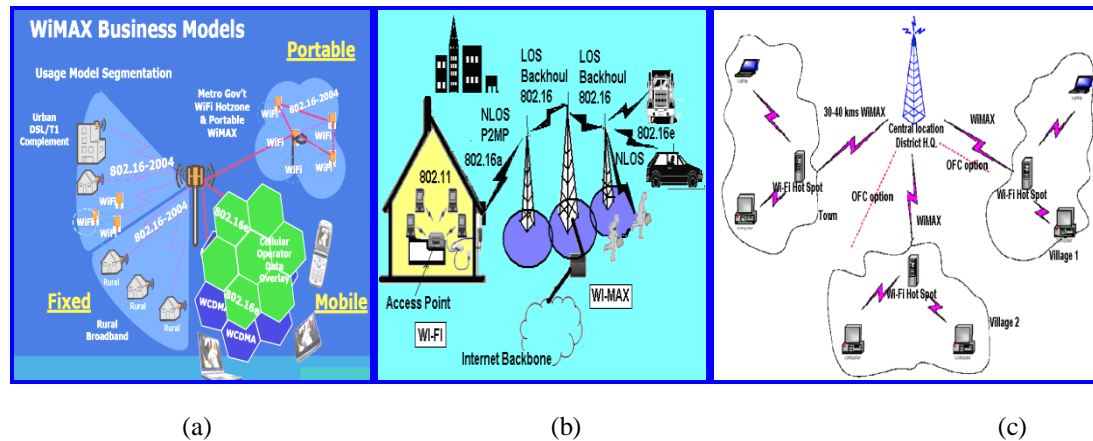 WiMAX Business Models
Portable
Usage Model Segmentation
Metro Gov't
WiFi Hotzone
& Portable
WiMAX
WiFi
802.16-2004
WiFi
WiFi
WiFi
WiFi
Urban
DSL/T1
Complement
802.16-2004
WiFi
WiFi
WiFi
802.16-2004
Rural
Rural
Rural
Fixed
Rural
Broadband
802.16e
Cellular
Operator
Data
Overlay
802.16e
WCDMA
WCDMA
Mobile
LOS
Backhoul
802.16
LOS
Backhoul
802.16
NLOS
P2MP
802.16a
802.16e
NLOS
802.11
Access Point
WI-FI
WI-MAX
Internet Backbone
30-40 kms WiMAX
Central location
District H.Q.
WiMAX
OFC option
OFC option
Wi-Fi Hot Spot
Town
WiMAX
Wi-Fi Hot Spot
Village 1
Wi-Fi Hot Spot
Village 2
(a)
(b)
(c)